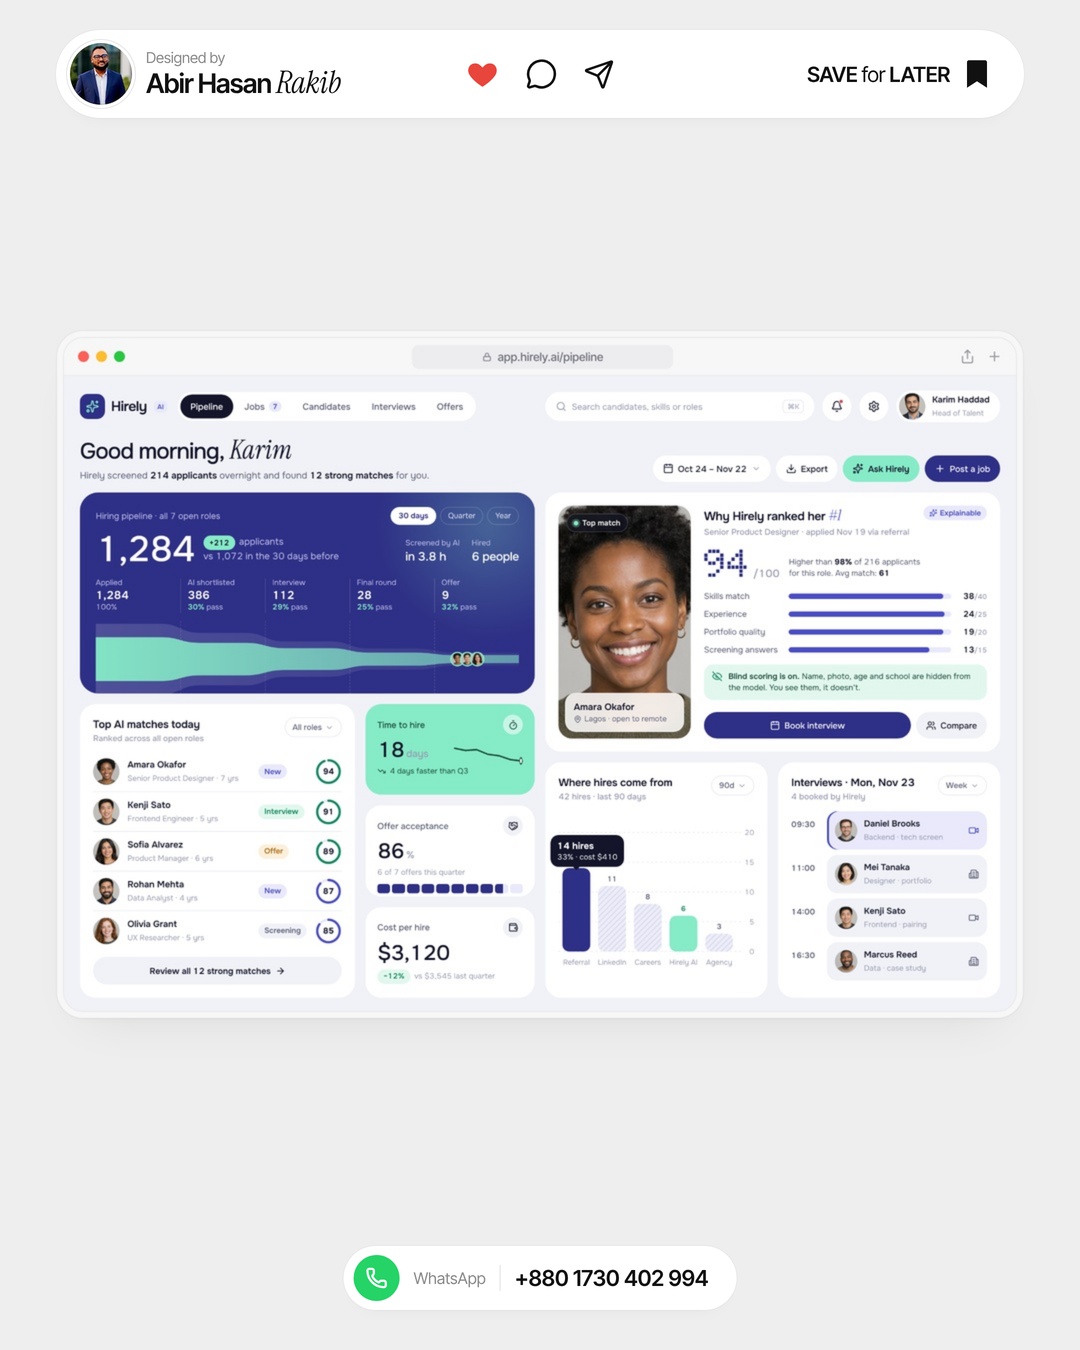 Designed by
Abir Hasan Rakib
SAVE for LATER
app.hirely.ai/pipeline
Hirely AI
Pipeline
Jobs 7
Candidates
Interviews
Offers
Search candidates, skills or roles
⌘K
Karim Haddad
Head of Talent
Good morning, Karim
Hirely screened 214 applicants overnight and found 12 strong matches for you.
Oct 24 – Nov 22
Export
Ask Hirely
+ Post a job
Hiring pipeline · all 7 open roles
30 days
Quarter
Year
1,284
+212 applicants
vs 1,072 in the 30 days before
Screened by AI
in 3.8 h
Hired
6 people
Applied
1,284
100%
AI shortlisted
386
30% pass
Interview
112
29% pass
Final round
28
25% pass
Offer
9
32% pass
Top match
Amara Okafor
Lagos · open to remote
Why Hirely ranked her #1
Explainable
Senior Product Designer · applied Nov 19 via referral
94 /100
Higher than 98% of 216 applicants
for this role. Avg match: 61
Skills match 38/40
Experience 24/25
Portfolio quality 19/20
Screening answers 13/15
Blind scoring is on. Name, photo, age and school are hidden from
the model. You see them, it doesn't.
Book interview
Compare
Top AI matches today
Ranked across all open roles
All roles
Amara Okafor
Senior Product Designer · 7 yrs
New
94
Kenji Sato
Frontend Engineer · 5 yrs
Interview
91
Sofia Alvarez
Product Manager · 6 yrs
Offer
89
Rohan Mehta
Data Analyst · 4 yrs
New
87
Olivia Grant
UX Researcher · 5 yrs
Screening
85
Review all 12 strong matches →
Time to hire
18 days
4 days faster than Q3
Offer acceptance
86 %
6 of 7 offers this quarter
Cost per hire
$3,120
−12% vs $3,545 last quarter
Where hires come from
42 hires · last 90 days
90d
14 hires
33% · cost $410
20
15
10
5
0
11
8
6
3
Referral
LinkedIn
Careers
Hirely AI
Agency
Interviews · Mon, Nov 23
4 booked by Hirely
Week
09:30
Daniel Brooks
Backend · tech screen
11:00
Mei Tanaka
Designer · portfolio
14:00
Kenji Sato
Frontend · pairing
16:30
Marcus Reed
Data · case study
WhatsApp
+880 1730 402 994